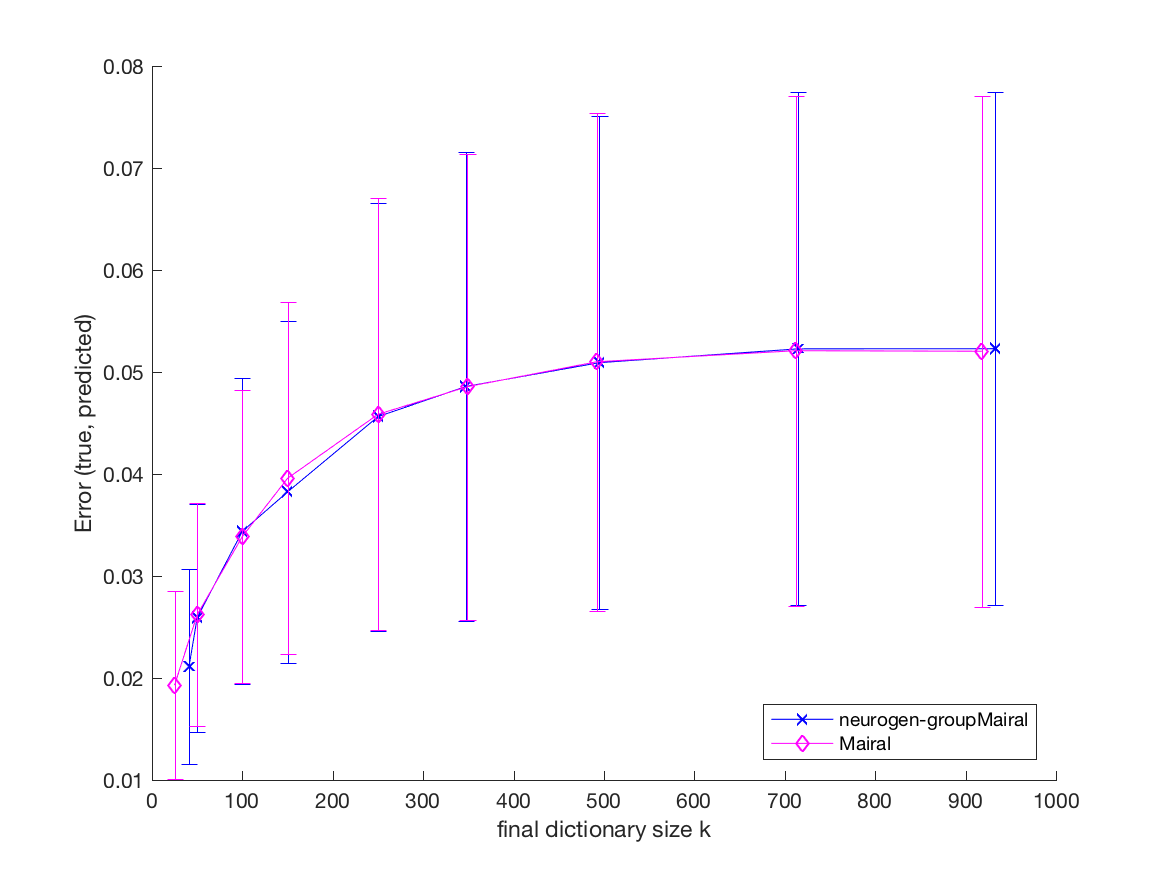 0.08
0.07
0.06
0.05
0.04
0.03
0.02
0.01
Error (true, predicted)
0 100 200 300 400 500 600 700 800 900 1000
final dictionary size k
neurogen-groupMairal
Mairal